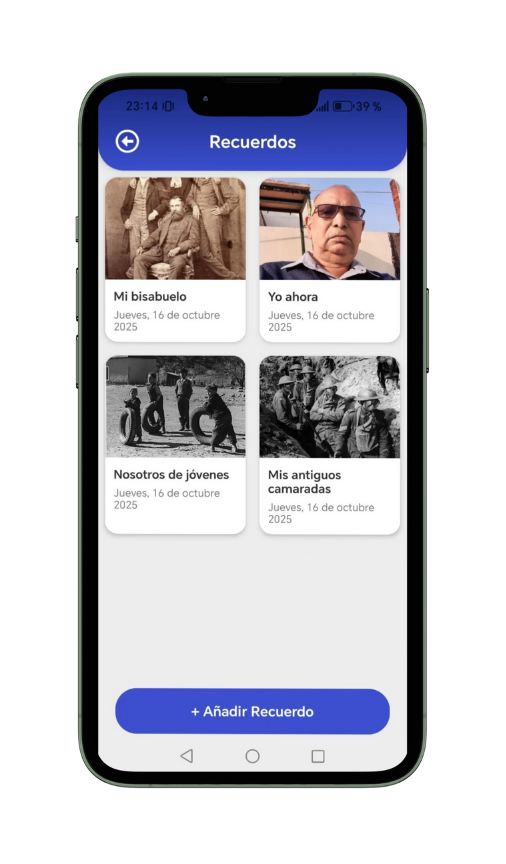 23:14
39 %
Recuerdos
Mi bisabuelo
Jueves, 16 de octubre
2025
Yo ahora
Jueves, 16 de octubre
2025
Nosotros de jóvenes
Jueves, 16 de octubre
2025
Mis antiguos
camaradas
Jueves, 16 de octubre
2025
+ Añadir Recuerdo